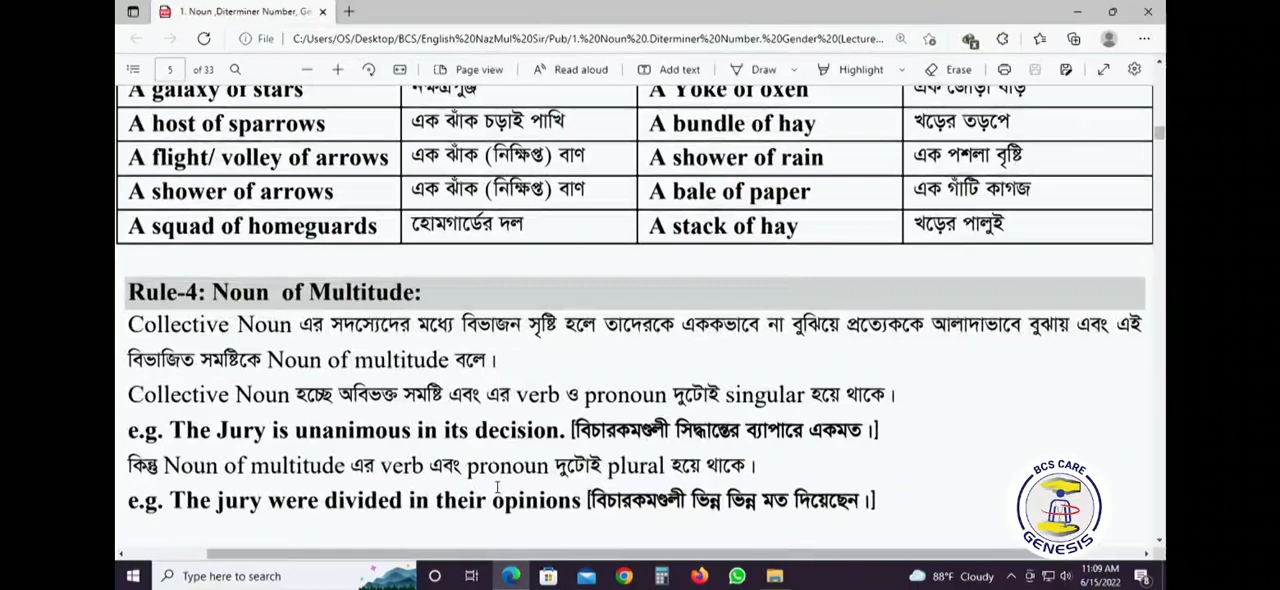 1. Noun ,Diterminer Number, Ge
File C:/Users/OS/Desktop/BCS/English%20NazMul%20Sir/Pub/1.%20Noun%20.Diterminer%20Number.%20Gender%20(Lecture...
5 of 33 Page view Read aloud Add text Draw Highlight Erase
A galaxy of stars নক্ষত্রপুঞ্জ A Yoke of oxen এক জোড়া ষাঁড়
A host of sparrows এক ঝাঁক চড়াই পাখি A bundle of hay খড়ের তড়পে
A flight/ volley of arrows এক ঝাঁক (নিক্ষিপ্ত) বাণ A shower of rain এক পশলা বৃষ্টি
A shower of arrows এক ঝাঁক (নিক্ষিপ্ত) বাণ A bale of paper এক গাঁটি কাগজ
A squad of homeguards হোমগার্ডের দল A stack of hay খড়ের পালুই
Rule-4: Noun of Multitude:
Collective Noun এর সদস্যেদের মধ্যে বিভাজন সৃষ্টি হলে তাদেরকে এককভাবে না বুঝিয়ে প্রত্যেককে আলাদাভাবে বুঝায় এবং এই
বিভাজিত সমষ্টিকে Noun of multitude বলে।
Collective Noun হচ্ছে অবিভক্ত সমষ্টি এবং এর verb ও pronoun দুটোই singular হয়ে থাকে।
e.g. The Jury is unanimous in its decision. [বিচারকমণ্ডলী সিদ্ধান্তের ব্যাপারে একমত।]
কিন্তু Noun of multitude এর verb এবং pronoun দুটোই plural হয়ে থাকে।
e.g. The jury were divided in their opinions [বিচারকমণ্ডলী ভিন্ন ভিন্ন মত দিয়েছেন।]
BCS CARE
GENESIS
Type here to search 88°F Cloudy 11:09 AM
6/15/2022 8